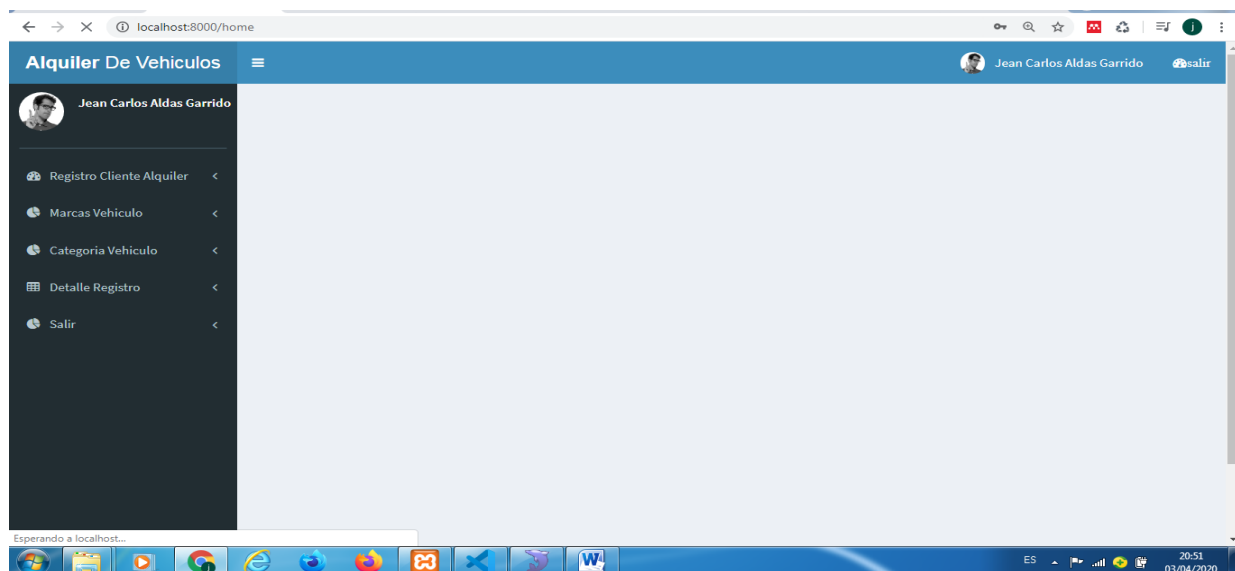 localhost:8000/home
j
Alquiler De Vehiculos
Jean Carlos Aldas Garrido
salir
Jean Carlos Aldas Garrido
Registro Cliente Alquiler
Marcas Vehiculo
Categoria Vehiculo
Detalle Registro
Salir
Esperando a localhost...
ES
20:51
03/04/2020